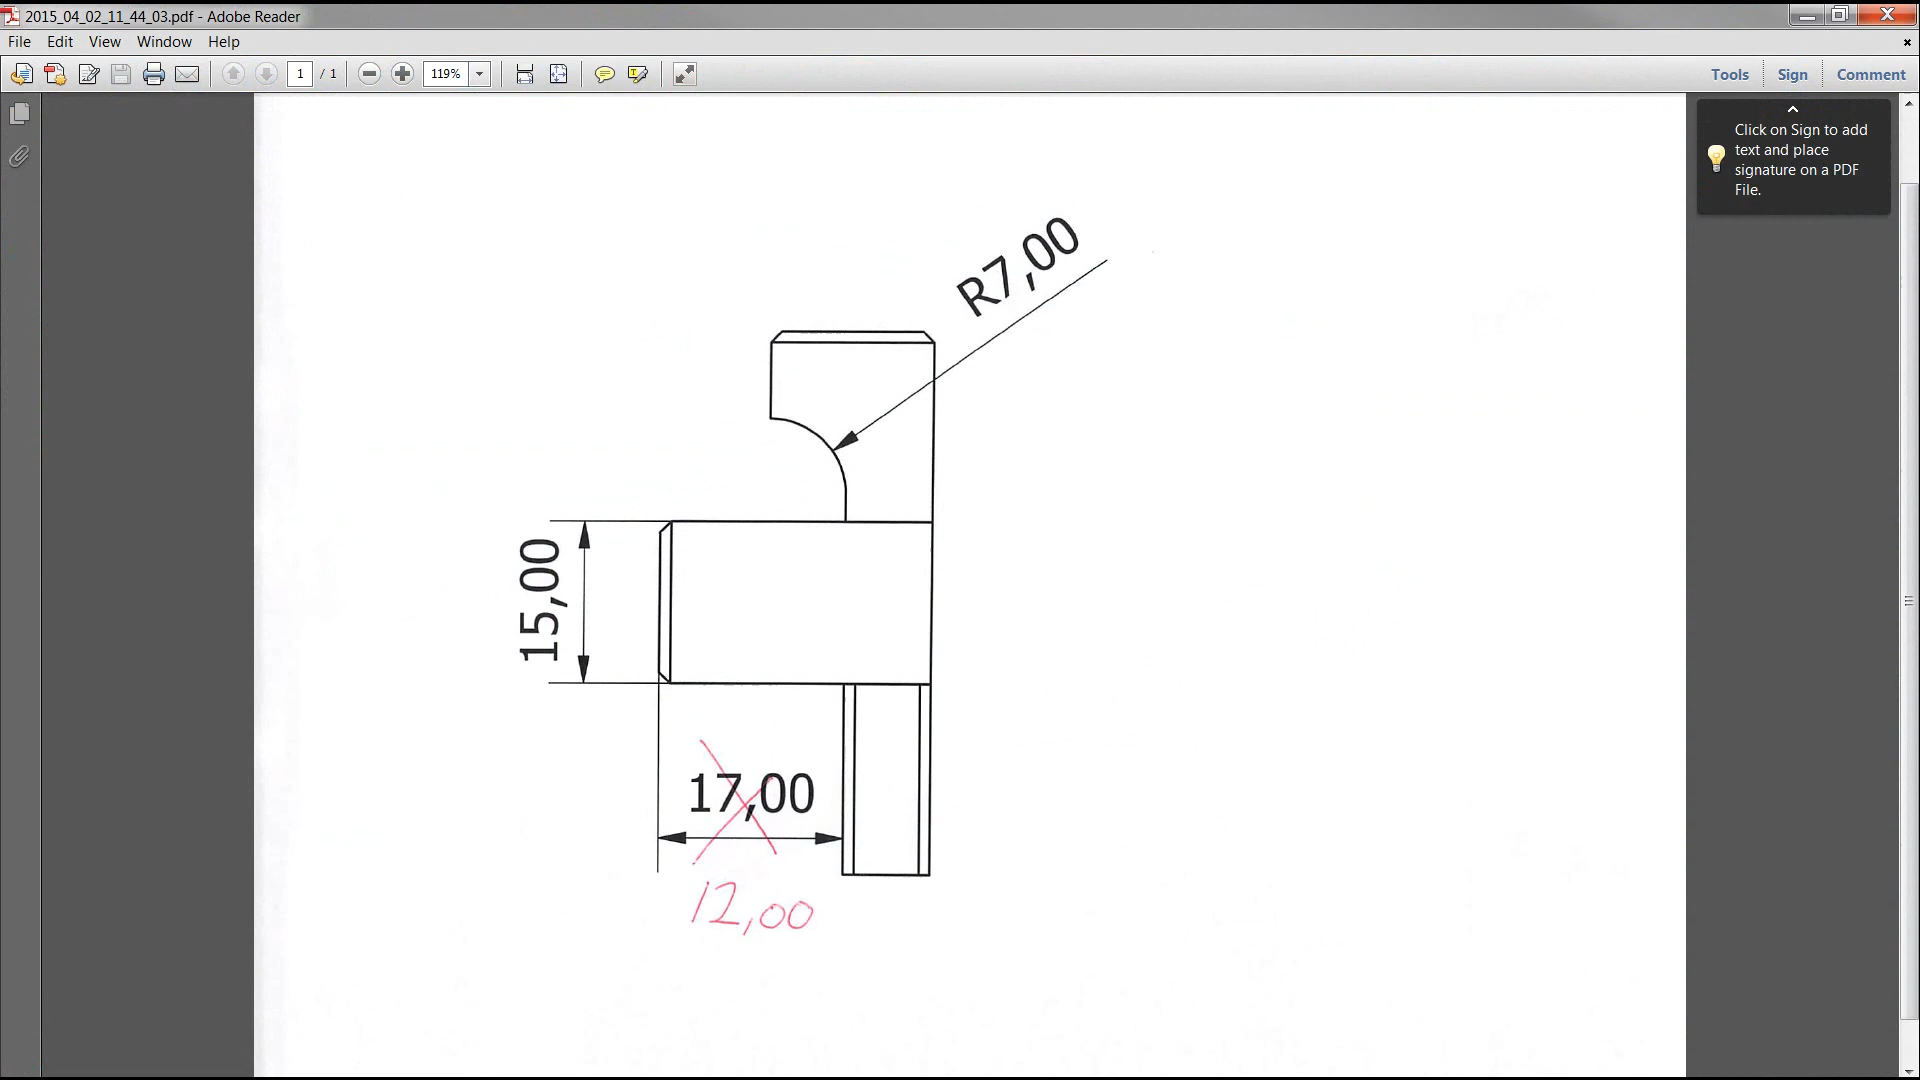 2015_04_02_11_44_03.pdf - Adobe Reader
File Edit View Window Help
1 / 1 119% Tools Sign Comment
Click on Sign to add
text and place
signature on a PDF
File.
R7,00
15,00
17,00
12,00